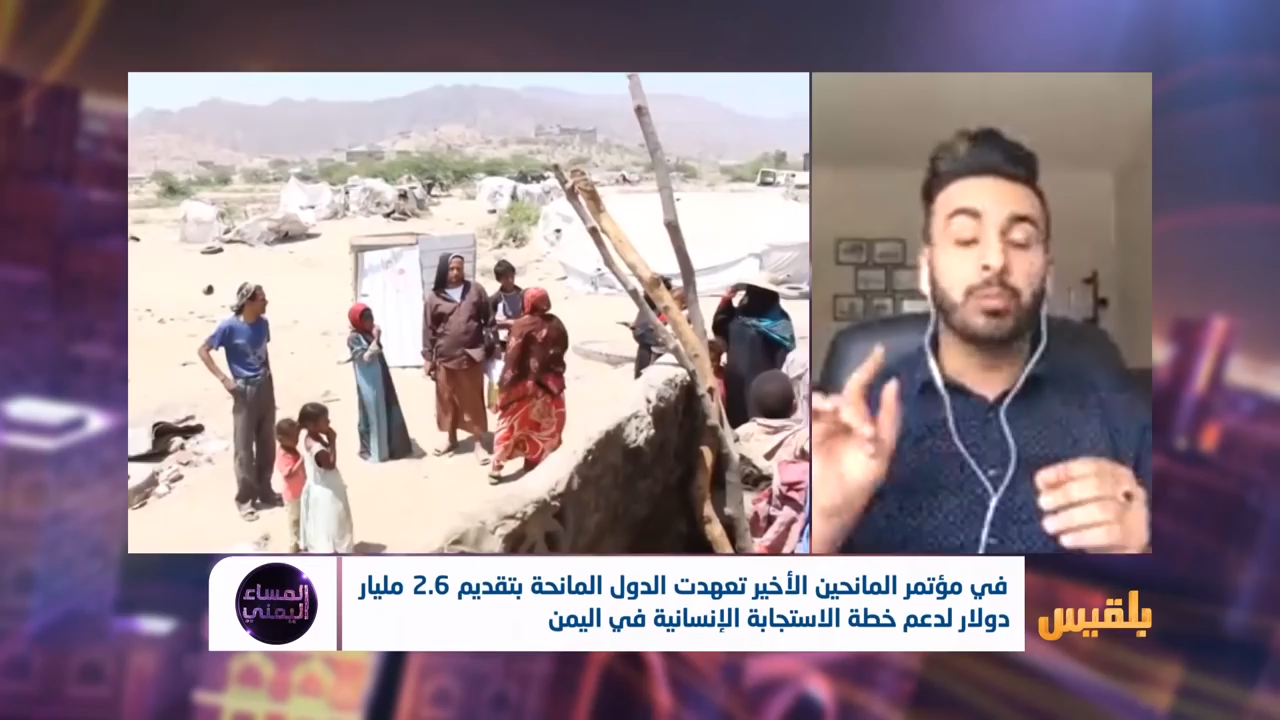 في مؤتمر المانحين الأخير تعهدت الدول المانحة بتقديم 2.6 مليار
دولار لدعم خطة الاستجابة الإنسانية في اليمن
بلقيس
المساء
اليمني